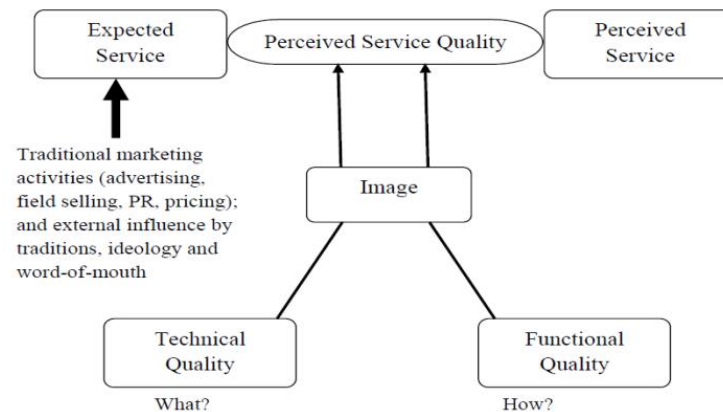 Expected
Service
Perceived Service Quality
Perceived
Service
Traditional marketing
activities (advertising,
field selling, PR, pricing);
and external influence by
traditions, ideology and
word-of-mouth
Image
Technical
Quality
Functional
Quality
What?
How?